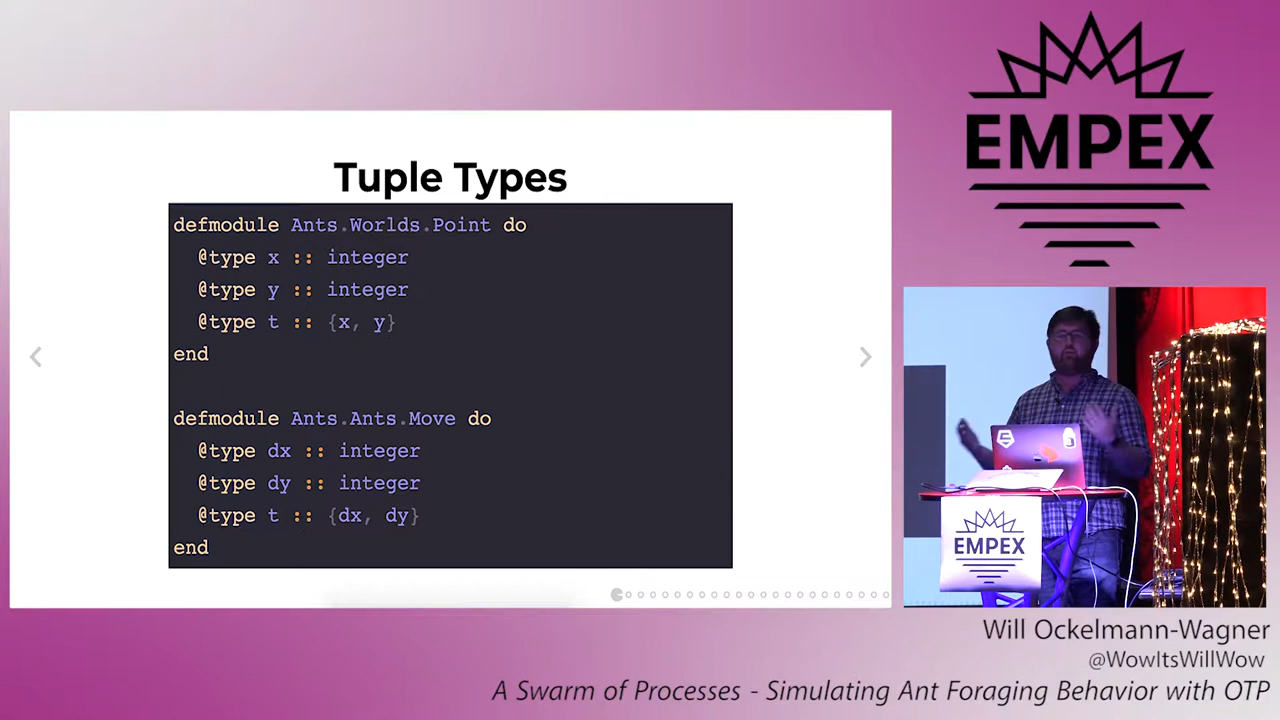 Tuple Types
defmodule Ants.Worlds.Point do
@type x :: integer
@type y :: integer
@type t :: {x, y}
end
defmodule Ants.Ants.Move do
@type dx :: integer
@type dy :: integer
@type t :: {dx, dy}
end
EMPEX
EMPEX
Will Ockelmann-Wagner
@WowItsWillWow
A Swarm of Processes - Simulating Ant Foraging Behavior with OTP